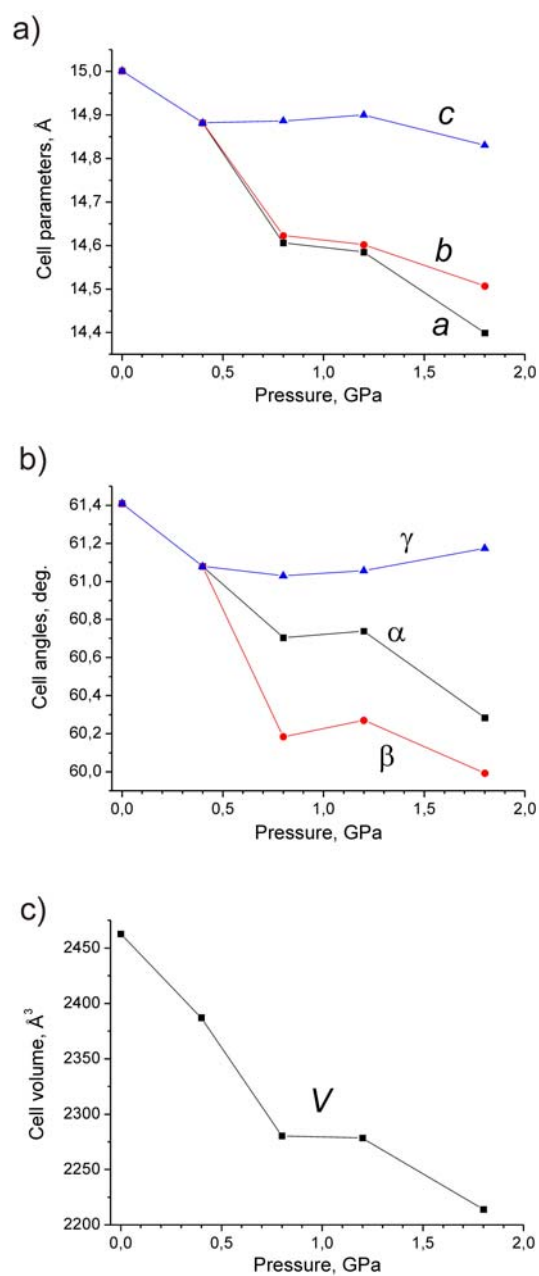 a)
15,0
14,9
14,8
14,7
14,6
14,5
14,4
Cell parameters, Å
c
b
a
0,0 0,5 1,0 1,5 2,0
Pressure, GPa
b)
61,4
61,2
61,0
60,8
60,6
60,4
60,2
60,0
Cell angles, deg.
γ
α
β
0,0 0,5 1,0 1,5 2,0
Pressure, GPa
c)
2450
2400
2350
2300
2250
2200
Cell volume, Å³
V
0,0 0,5 1,0 1,5 2,0
Pressure, GPa